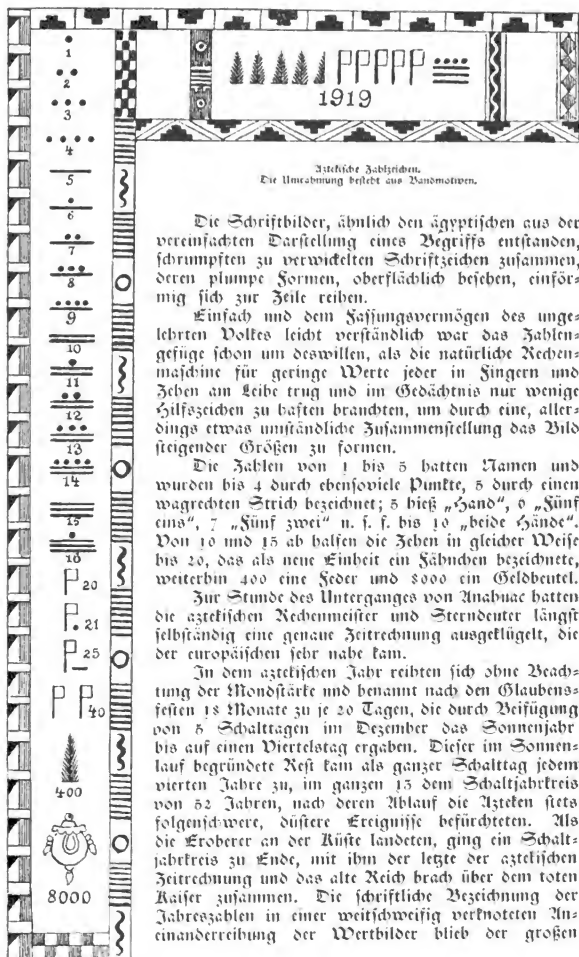 1
2
3
4
5
6
7
8
9
10
11
12
13
14
15
16
20
21
25
40
400
8000
1919
Aztekische Zahlzeichen.
Die Umrahmung besteht aus Bandmotiven.
Die Schriftbilder, ähnlich den ägyptischen aus der
vereinfachten Darstellung eines Begriffs entstanden,
schrumpften zu verwickelten Schriftzeichen zusammen,
deren plumpe Formen, oberflächlich besehen, einför-
mig sich zur Zeile reihen.
Einfach und dem Fassungsvermögen des unge-
lehrten Volkes leicht verständlich war das Zahlen-
gefüge schon um deswillen, als die natürliche Rechen-
maschine für geringe Werte jeder in Fingern und
Zehen am Leibe trug und im Gedächtnis nur wenige
Hilfszeichen zu haften brauchten, um durch eine, aller-
dings etwas umständliche Zusammenstellung das Bild
steigender Größen zu formen.
Die Zahlen von 1 bis 5 hatten Namen und
wurden bis 4 durch ebensoviele Punkte, 5 durch einen
wagrechten Strich bezeichnet; 5 hieß „Hand“, 6 „Fünf
eins“, 7 „Fünf zwei“ u. s. f. bis 10 „beide Hände“.
Von 10 und 15 ab halfen die Zehen in gleicher Weise
bis 20, das als neue Einheit ein Fähnchen bezeichnete,
weiterhin 400 eine Feder und 8000 ein Geldbeutel.
Zur Stunde des Unterganges von Anahuac hatten
die aztekischen Rechenmeister und Sterndeuter längst
selbständig eine genaue Zeitrechnung ausgeklügelt, die
der europäischen sehr nahe kam.
In dem aztekischen Jahr reihten sich ohne Beach-
tung der Mondstärke und benannt nach den Glaubens-
festen 18 Monate zu je 20 Tagen, die durch Beifügung
von 5 Schalttagen im Dezember das Sonnenjahr
bis auf einen Viertelstag ergaben. Dieser im Sonnen-
lauf begründete Rest kam als ganzer Schalttag jedem
vierten Jahre zu, im ganzen 13 dem Schaltjahrkreis
von 52 Jahren, nach deren Ablauf die Azteken stets
folgenschwere, düstere Ereignisse befürchteten. Als
die Eroberer an der Küste landeten, ging ein Schalt-
jahrkreis zu Ende, mit ihm der letzte der aztekischen
Zeitrechnung und das alte Reich brach über dem toten
Kaiser zusammen. Die schriftliche Bezeichnung der
Jahreszahlen in einer weitschweifig verknoteten An-
einanderreihung der Wertbilder blieb der großen